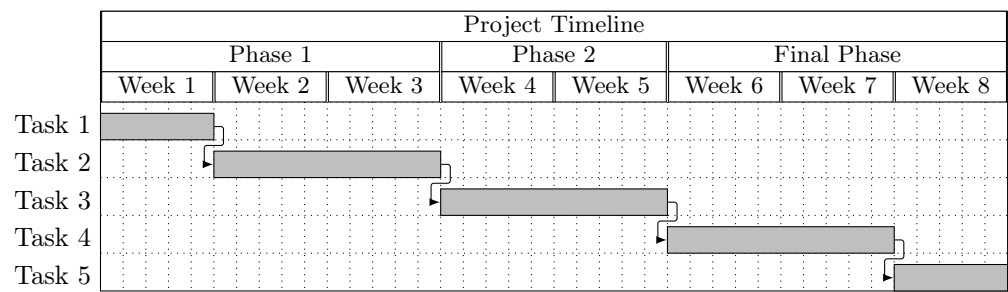 Project Timeline
Phase 1 Phase 2 Final Phase
Week 1 Week 2 Week 3 Week 4 Week 5 Week 6 Week 7 Week 8
Task 1
Task 2
Task 3
Task 4
Task 5